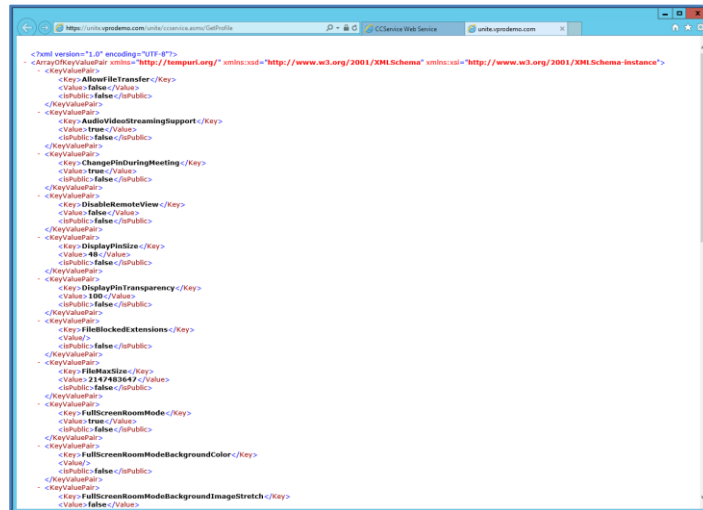 https://unite.vprodemo.com/unite/ccservice.asmx/GetProfile
CCService Web Service
unite.vprodemo.com
<?xml version="1.0" encoding="UTF-8"?>
- <ArrayOfKeyValuePair xmlns="http://tempuri.org/" xmlns:xsd="http://www.w3.org/2001/XMLSchema" xmlns:xsi="http://www.w3.org/2001/XMLSchema-instance">
- <KeyValuePair>
<Key>AllowFileTransfer</Key>
<Value>false</Value>
<isPublic>false</isPublic>
</KeyValuePair>
- <KeyValuePair>
<Key>AudioVideoStreamingSupport</Key>
<Value>true</Value>
<isPublic>false</isPublic>
</KeyValuePair>
- <KeyValuePair>
<Key>ChangePinDuringMeeting</Key>
<Value>true</Value>
<isPublic>false</isPublic>
</KeyValuePair>
- <KeyValuePair>
<Key>DisableRemoteView</Key>
<Value>false</Value>
<isPublic>false</isPublic>
</KeyValuePair>
- <KeyValuePair>
<Key>DisplayPinSize</Key>
<Value>48</Value>
<isPublic>false</isPublic>
</KeyValuePair>
- <KeyValuePair>
<Key>DisplayPinTransparency</Key>
<Value>100</Value>
<isPublic>false</isPublic>
</KeyValuePair>
- <KeyValuePair>
<Key>FileBlockedExtensions</Key>
<Value/>
<isPublic>false</isPublic>
</KeyValuePair>
- <KeyValuePair>
<Key>FileMaxSize</Key>
<Value>2147483647</Value>
<isPublic>false</isPublic>
</KeyValuePair>
- <KeyValuePair>
<Key>FullScreenRoomMode</Key>
<Value>true</Value>
<isPublic>false</isPublic>
</KeyValuePair>
- <KeyValuePair>
<Key>FullScreenRoomModeBackgroundColor</Key>
<Value/>
<isPublic>false</isPublic>
</KeyValuePair>
- <KeyValuePair>
<Key>FullScreenRoomModeBackgroundImageStretch</Key>
<Value>false</Value>